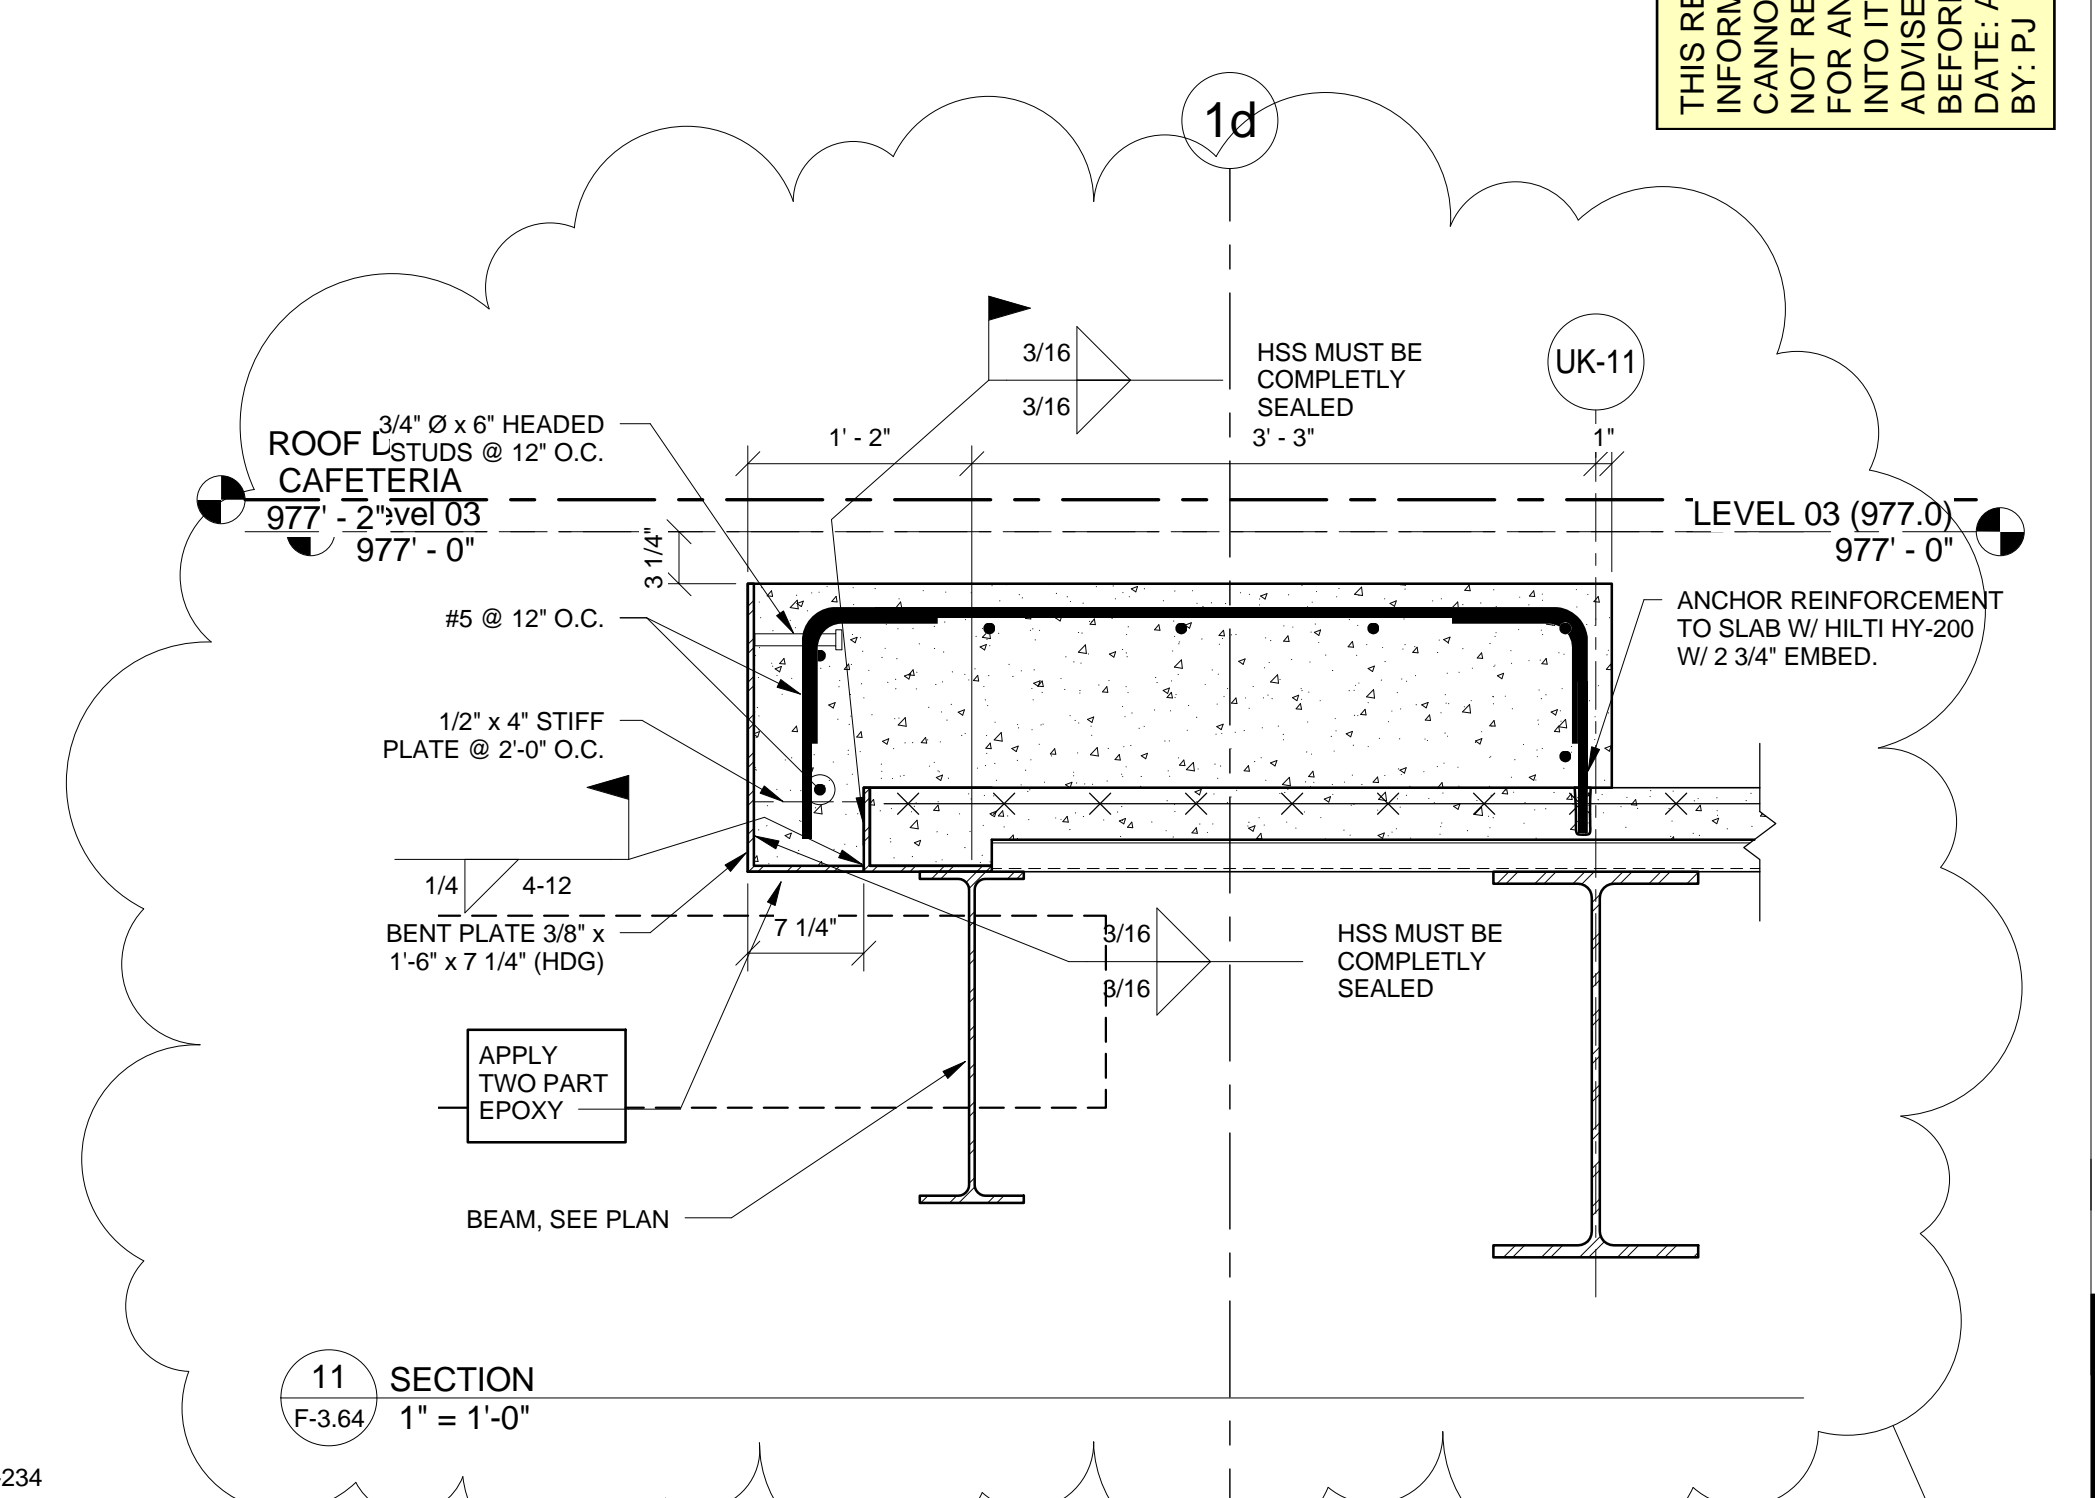 THIS RE
INFORM
CANNO
NOT RE
FOR AN
INTO IT
ADVISE
BEFORE
DATE: A
BY: PJ
1d
3/16
3/16
HSS MUST BE
COMPLETLY
SEALED
UK-11
3/4" Ø x 6" HEADED
STUDS @ 12" O.C.
1' - 2"
3' - 3"
1"
ROOF D
CAFETERIA
977' - 2"
evel 03
977' - 0"
LEVEL 03 (977.0)
977' - 0"
3 1/4"
#5 @ 12" O.C.
ANCHOR REINFORCEMENT
TO SLAB W/ HILTI HY-200
W/ 2 3/4" EMBED.
1/2" x 4" STIFF
PLATE @ 2'-0" O.C.
1/4
4-12
BENT PLATE 3/8" x
1'-6" x 7 1/4" (HDG)
7 1/4"
3/16
3/16
HSS MUST BE
COMPLETLY
SEALED
APPLY
TWO PART
EPOXY
BEAM, SEE PLAN
11
F-3.64
SECTION
1" = 1'-0"
-234